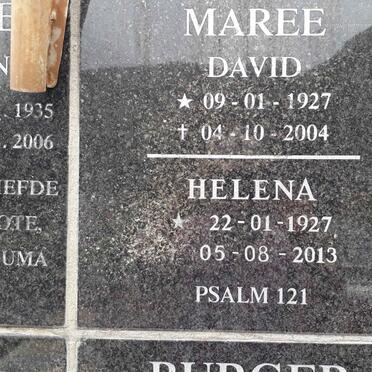 MAREE
DAVID
★ 09-01-1927
† 04-10-2004
HELENA
★ 22-01-1927
† 05-08-2013
PSALM 121
1935
2006
IEFDE
OTE,
UMA
BURGER